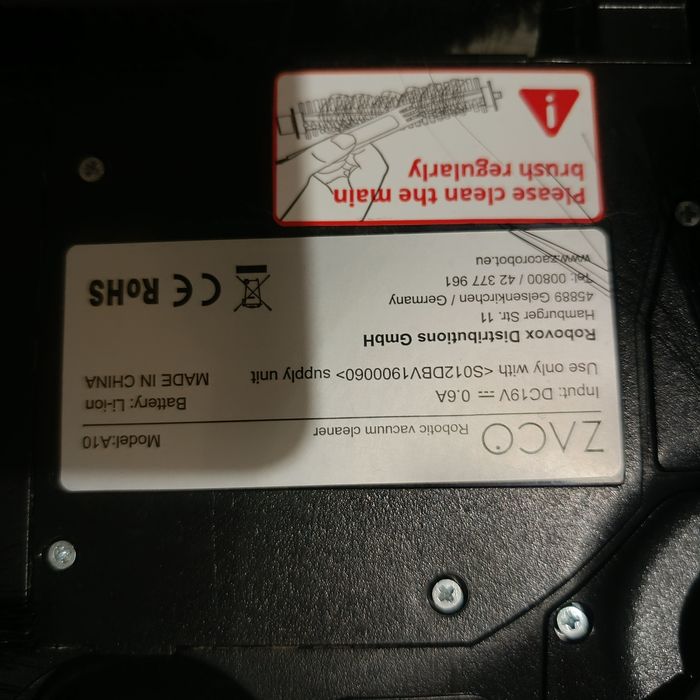 ZACO Robotic vacuum cleaner Model:A10
Input: DC19V ⎓ 0.6A Battery: Li-ion
Use only with <S012DBV1900060> supply unit MADE IN CHINA
Robovox Distributions GmbH
Hamburger Str. 11
45889 Gelsenkirchen / Germany
Tel: 00800 / 42 377 961
www.zacorobot.eu
CE RoHS
Please clean the main
brush regularly